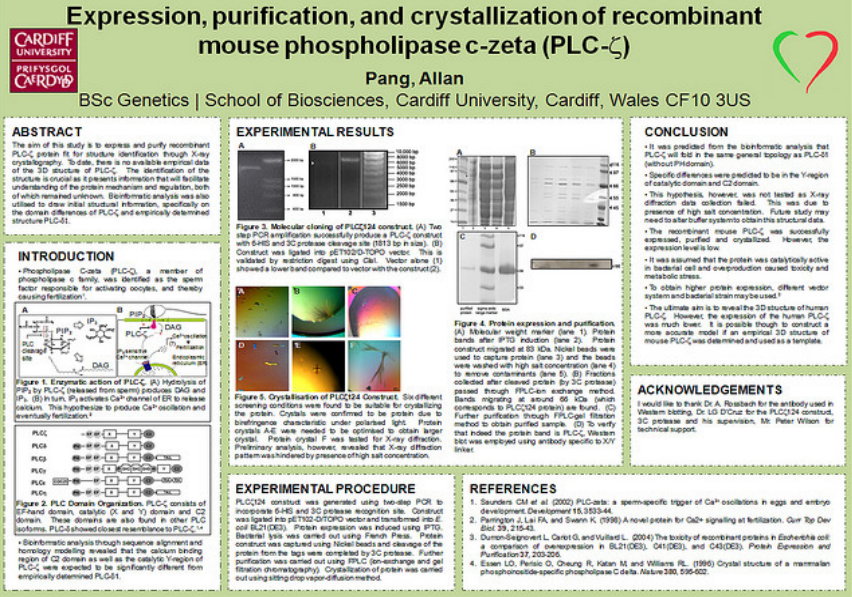 Expression, purification, and crystallization of recombinant
mouse phospholipase c-zeta (PLC-ζ)
CARDIFF
UNIVERSITY
PRIFYSGOL
CAERDYⱰ
Pang, Allan
BSc Genetics | School of Biosciences, Cardiff University, Cardiff, Wales CF10 3US
ABSTRACT
The aim of this study is to express and purify recombinant
PLC-ζ protein fit for structure identification through X-ray
crystallography. To date, there is no available empirical data
of the 3D structure of PLC-ζ. The identification of the
structure is crucial as it presents information that will facilitate
understanding of the protein mechanism and regulation, both
of which remained unknown. Bioinformatic analysis was also
utilized to draw initial structural information, specifically on
the domain differences of PLC-ζ and empirically determined
structure PLC-δ1.
INTRODUCTION
• Phospholipase C-zeta (PLC-ζ), a member of
phospholipase c family, was identified as the sperm
factor responsible for activating oocytes, and thereby
causing fertilization¹.
A
B
PIP₂
IP₃
DAG
PLC
cleavage
site
PLC-ζ
Fertilization
Endoplasmic
reticulum (ER)
Figure 1. Enzymatic action of PLC-ζ. (A) Hydrolysis of
PIP₂ by PLC-ζ (released from sperm) produces DAG and
IP₃. (B) In turn, IP₃ activates Ca²⁺ channel of ER to release
calcium. This hypothesize to produce Ca²⁺ oscillation and
eventually fertilization.²
PLCζ
PLCδ
PLCβ
PLCγ
PLCε
PLCη
Figure 2. PLC Domain Organization. PLC-ζ consists of
EF-hand domain, catalytic (X and Y) domain and C2
domain. These domains are also found in other PLC
isoforms. PLC-δ showed closest resemblance to PLC-ζ.
• Bioinformatic analysis through sequence alignment and
homology modelling revealed that the calcium binding
region of C2 domain as well as the catalytic Y-region of
PLC-ζ were expected to be significantly different from
empirically determined PLC-δ1.
EXPERIMENTAL RESULTS
A
B
10,000 bp
8000 bp
6000 bp
5000 bp
4000 bp
3000 bp
2500 bp
2000 bp
1500 bp
1
2
3
Figure 3. Molecular cloning of PLCζ124 construct. (A) Two
step PCR amplification successfully produce a PLC-ζ construct
with 6-HIS and 3C protease cleavage site (1813 bp in size). (B)
Construct was ligated into pET102/D-TOPO vector. This is
validated by restriction digest using ClaI. Vector alone (1)
showed a lower band compared to vector with the construct (2).
A
B
C
D
E
F
Figure 5. Crystalisation of PLCζ124 Construct. Six different
screening conditions were found to be suitable for crystallizing
the protein. Crystals were confirmed to be protein due to
birefringence characteristic under polarised light. Protein
crystals A-E were needed to be optimised to obtain larger
crystal. Protein crystal F was tested for X-ray diffraction.
Preliminary analysis, however, revealed that X-ray diffraction
pattern was hindered by presence of high salt concentration.
A
B
C
D
Figure 4. Protein expression and purification.
(A) Molecular weight marker (lane 1). Protein
bands after IPTG induction (lane 2). Protein
construct migrated at 83 kDa. Nickel beads were
used to capture protein (lane 3) and the beads
were washed with high salt concentration (lane 4)
to remove contaminants (lane 5). (B) Fractions
collected after cleaved protein (by 3C protease)
passed through FPLC-ion exchange method.
Bands migrating at around 66 kDa (which
corresponds to PLCζ124 protein) are found. (C)
Further purification through FPLC-gel filtration
method to obtain purified sample. (D) To verify
that indeed the protein band is PLC-ζ, Western
blot was employed using antibody specific to X/Y
linker.
EXPERIMENTAL PROCEDURE
PLCζ124 construct was generated using two-step PCR to
incorporate 6-HIS and 3C protease recognition site. Construct
was ligated into pET102-D/TOPO vector and transformed into E.
coli BL21(DE3). Protein expression was induced using IPTG.
Bacterial lysis was carried out using French Press. Protein
construct was captured using Nickel beads and cleavage of the
protein from the tags were completed by 3C protease. Further
purification was carried out using FPLC (ion-exchange and gel
filtration chromatography). Crystallization of protein was carried
out using sitting drop vapor-diffusion method.
CONCLUSION
• It was predicted from the bioinformatic analysis that
PLC-ζ will fold in the same general topology as PLC-δ1
(without PH domain).
• Specific differences were predicted to be in the Y-region
of catalytic domain and C2 domain.
• This hypothesis, however, was not tested as X-ray
diffraction data collection failed. This was due to
presence of high salt concentration. Future study may
need to alter buffer system to obtain this structural data.
• The recombinant mouse PLC-ζ was successfully
expressed, purified and crystallized. However, the
expression level is low.
• It was assumed that the protein was catalytically active
in bacterial cell and overproduction caused toxicity and
metabolic stress.
• To obtain higher protein expression, different vector
system and bacterial strain may be used.³
• The ultimate aim is to reveal the 3D structure of human
PLC-ζ. However, the expression of the human PLC-ζ
was much lower. It is possible though to construct a
more accurate model if an empirical 3D structure of
mouse PLC-ζ was determined and used as a template.
ACKNOWLEDGEMENTS
I would like to thank Dr. A. Rossbach for the antibody used in
Western blotting, Dr. LG D'Cruz for the PLCζ124 construct,
3C protease and his supervision, Mr. Peter Wilson for
technical support.
REFERENCES
1. Saunders CM et al. (2002) PLC-zeta: a sperm-specific trigger of Ca²⁺ oscillations in eggs and embryo
development. Development 15, 3533-44.
2. Parrington J, Lai FA, and Swann K. (1998) A novel protein for Ca2+ signalling at fertilization. Curr Top Dev
Biol. 39, 215-43.
3. Dumon-Seignovert L, Cariot G, and Vuillard L. (2004) The toxicity of recombinant proteins in Escherichia coli:
a comparison of overexpression in BL21(DE3), C41(DE3), and C43(DE3). Protein Expression and
Purification 37, 203-206.
4. Essen LO, Perisic O, Cheung R, Katan M, and Williams RL. (1996) Crystal structure of a mammalian
phosphoinositide-specific phospholipase C delta. Nature 380, 595-602.